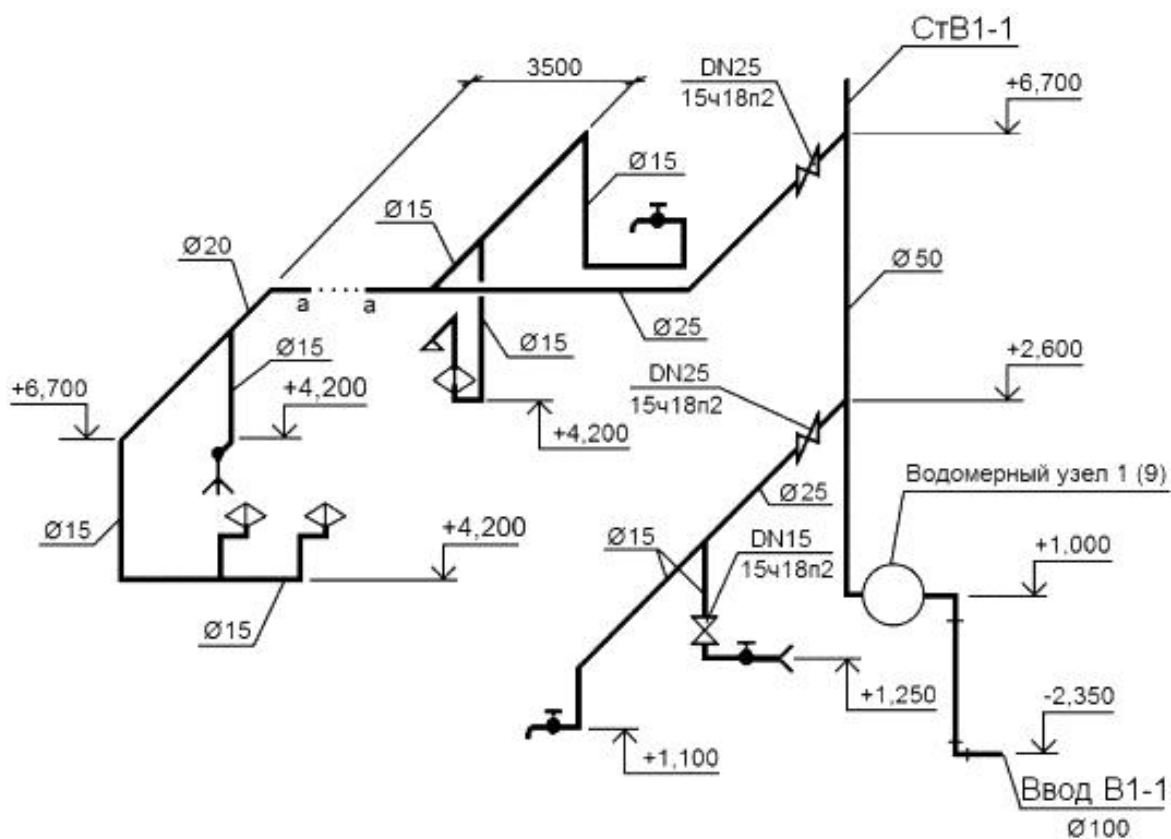 СтВ1-1
3500
DN25
15ч18п2
+6,700
Ø15
Ø15
Ø20
Ø50
а
а
Ø25
Ø15
Ø15
+2,600
DN25
15ч18п2
+6,700
+4,200
+4,200
Водомерный узел 1 (9)
Ø25
Ø15
+4,200
Ø15
DN15
15ч18п2
+1,000
Ø15
+1,250
-2,350
+1,100
Ввод В1-1
Ø100